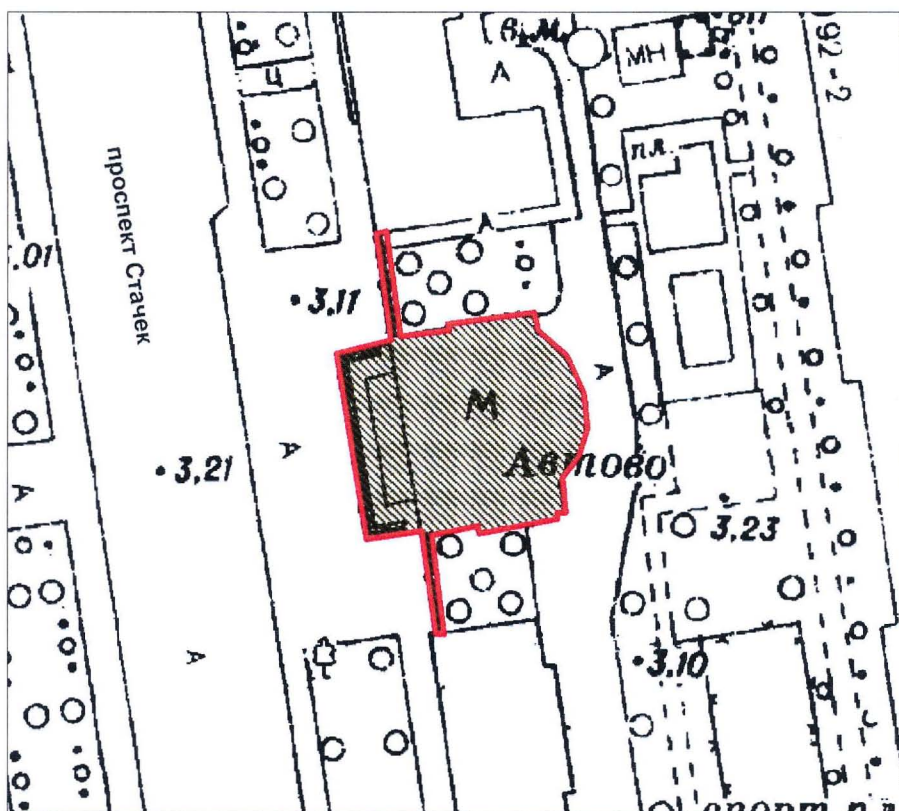 в.м.
А
МН
92-2
Ц
пл.
проспект Стачек
А
.01
3.11
А
М
Автово
А
3.21
А
3.23
3.10
А